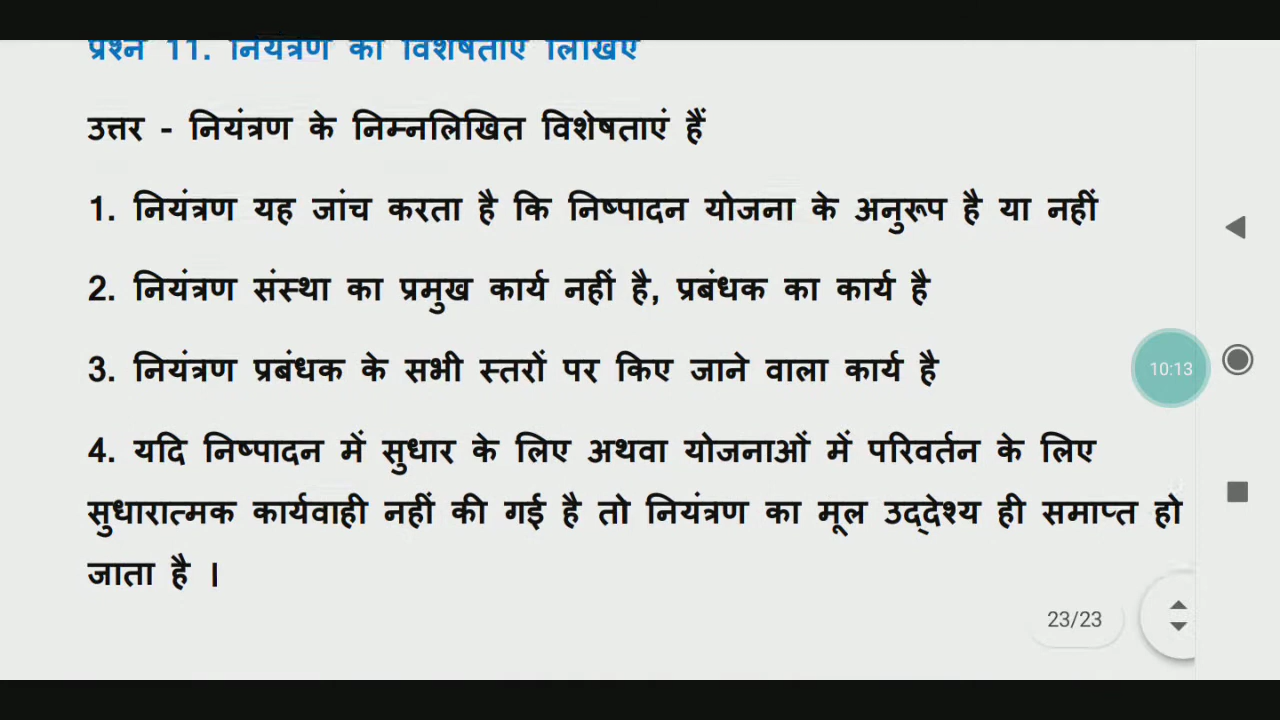 प्रश्न 11. नियंत्रण की विशेषताएं लिखिए
उत्तर - नियंत्रण के निम्नलिखित विशेषताएं हैं
1. नियंत्रण यह जांच करता है कि निष्पादन योजना के अनुरूप है या नहीं
2. नियंत्रण संस्था का प्रमुख कार्य नहीं है, प्रबंधक का कार्य है
3. नियंत्रण प्रबंधक के सभी स्तरों पर किए जाने वाला कार्य है
10:13
4. यदि निष्पादन में सुधार के लिए अथवा योजनाओं में परिवर्तन के लिए
सुधारात्मक कार्यवाही नहीं की गई है तो नियंत्रण का मूल उद्देश्य ही समाप्त हो
जाता है ।
23/23